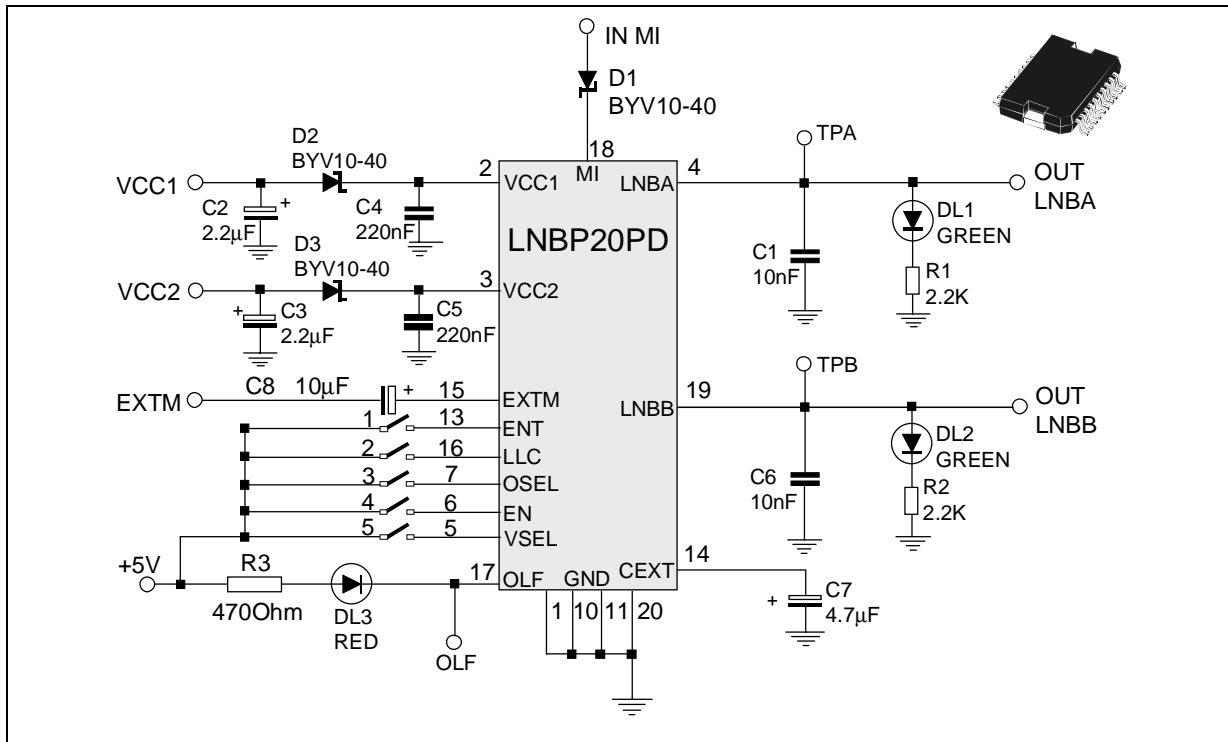 IN MI
D1
BYV10-40
18
MI
D2
BYV10-40
VCC1
2
VCC1
C2
+
2.2µF
C4
220nF
LNBP20PD
D3
BYV10-40
VCC2
3
VCC2
+
C3
2.2µF
C5
220nF
TPA
4
LNBA
OUT
LNBA
DL1
GREEN
C1
10nF
R1
2.2K
TPB
19
LNBB
OUT
LNBB
DL2
GREEN
C6
10nF
R2
2.2K
EXTM
C8 10µF
+
15
EXTM
1
13
ENT
2
16
LLC
3
7
OSEL
4
6
EN
5
5
VSEL
+5V
R3
470Ohm
DL3
RED
17
OLF
OLF
GND
1 10 11 20
CEXT
14
+
C7
4.7µF